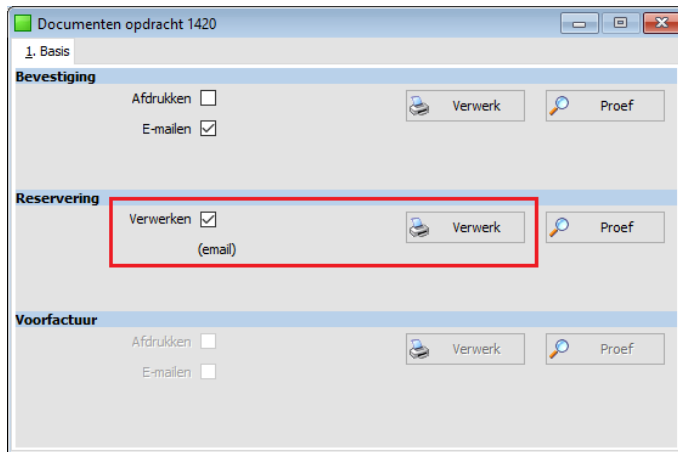 Documenten opdracht 1420
1. Basis
Bevestiging
Afdrukken Verwerk Proef
E-mailen
Reservering
Verwerken Verwerk Proef
(email)
Voorfactuur
Afdrukken Verwerk Proef
E-mailen